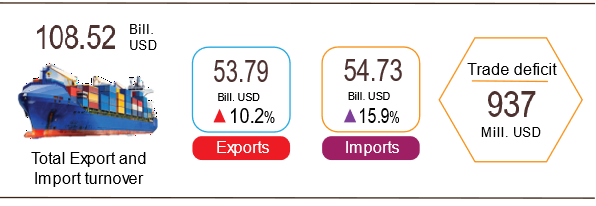 108.52 Bill.
USD
Total Export and
Import turnover
53.79
Bill. USD
▲ 10.2%
Exports
54.73
Bill. USD
▲ 15.9%
Imports
Trade deficit
937
Mill. USD